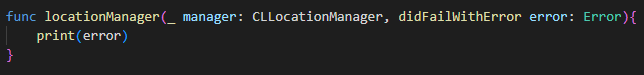 func locationManager(_ manager: CLLocationManager, didFailWithError error: Error){
    print(error)
}